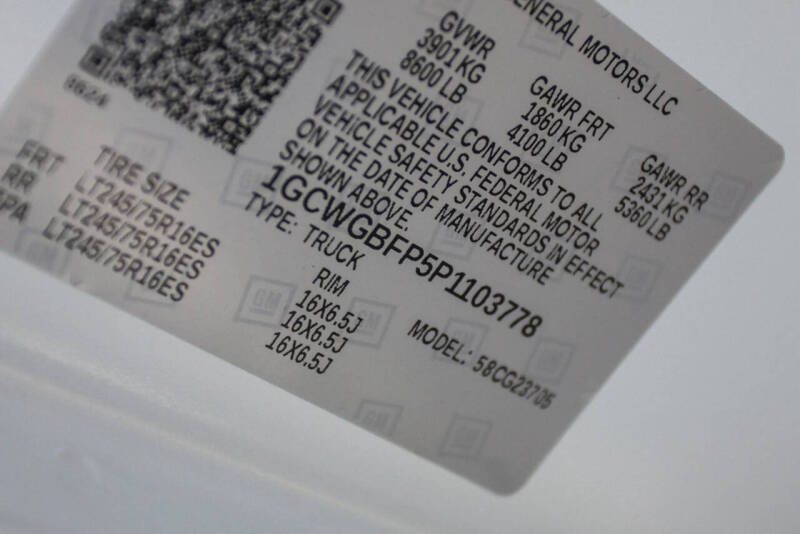 GENERAL MOTORS LLC
GVWR
3901 KG
8600 LB
GAWR FRT
1860 KG
4100 LB
GAWR RR
2431 KG
5360 LB
THIS VEHICLE CONFORMS TO ALL
APPLICABLE U.S. FEDERAL MOTOR
VEHICLE SAFETY STANDARDS IN EFFECT
ON THE DATE OF MANUFACTURE
SHOWN ABOVE.
1GCWGBFP5P1103778
TYPE: TRUCK
MODEL: 58CG23705
TIRE SIZE
RIM
FRT LT245/75R16ES 16X6.5J
RR LT245/75R16ES 16X6.5J
SPA LT245/75R16ES 16X6.5J
GM